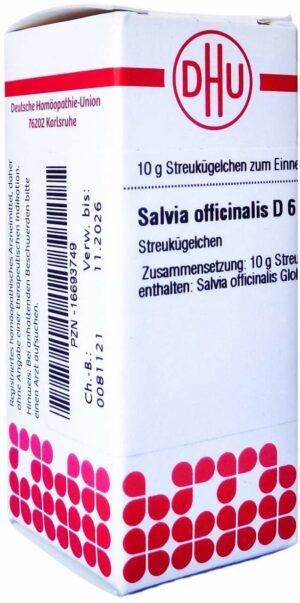 DHU
Deutsche Homöopathie-Union
76202 Karlsruhe
10 g Streukügelchen zum Einne
Salvia officinalis D 6
Streukügelchen
Zusammensetzung: 10 g Streu
enthalten: Salvia officinalis Glo
Registriertes homöopathisches Arzneimittel, daher
ohne Angabe einer therapeutischen Indikation.
Hinweis: Bei anhaltenden Beschwerden bitte
einen Arzt aufsuchen.
PZN -16693749
Verw. bis:
11.2026
Ch.-B.:
0081121